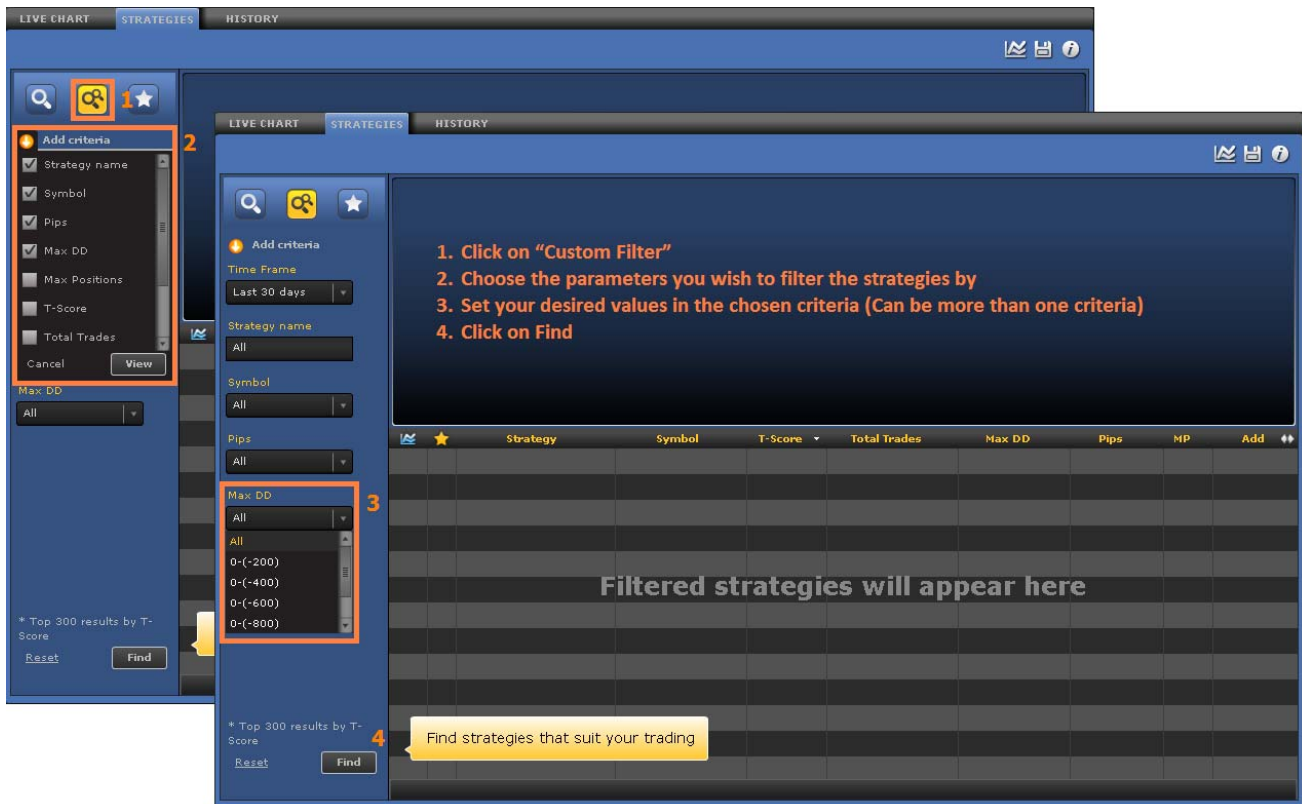 LIVE CHART STRATEGIES HISTORY
1
Add criteria
2
Strategy name
Symbol
Pips
Max DD
Max Positions
T-Score
Total Trades
Cancel View
Max DD
All
* Top 300 results by T-
Score
Reset Find
LIVE CHART STRATEGIES HISTORY
Add criteria
Time Frame
Last 30 days
Strategy name
All
Symbol
All
Pips
All
Max DD
3
All
All
0-(-200)
0-(-400)
0-(-600)
0-(-800)
* Top 300 results by T-
Score
4
Reset Find
1. Click on “Custom Filter”
2. Choose the parameters you wish to filter the strategies by
3. Set your desired values in the chosen criteria (Can be more than one criteria)
4. Click on Find
Strategy Symbol T-Score Total Trades Max DD Pips MP Add
Filtered strategies will appear here
Find strategies that suit your trading